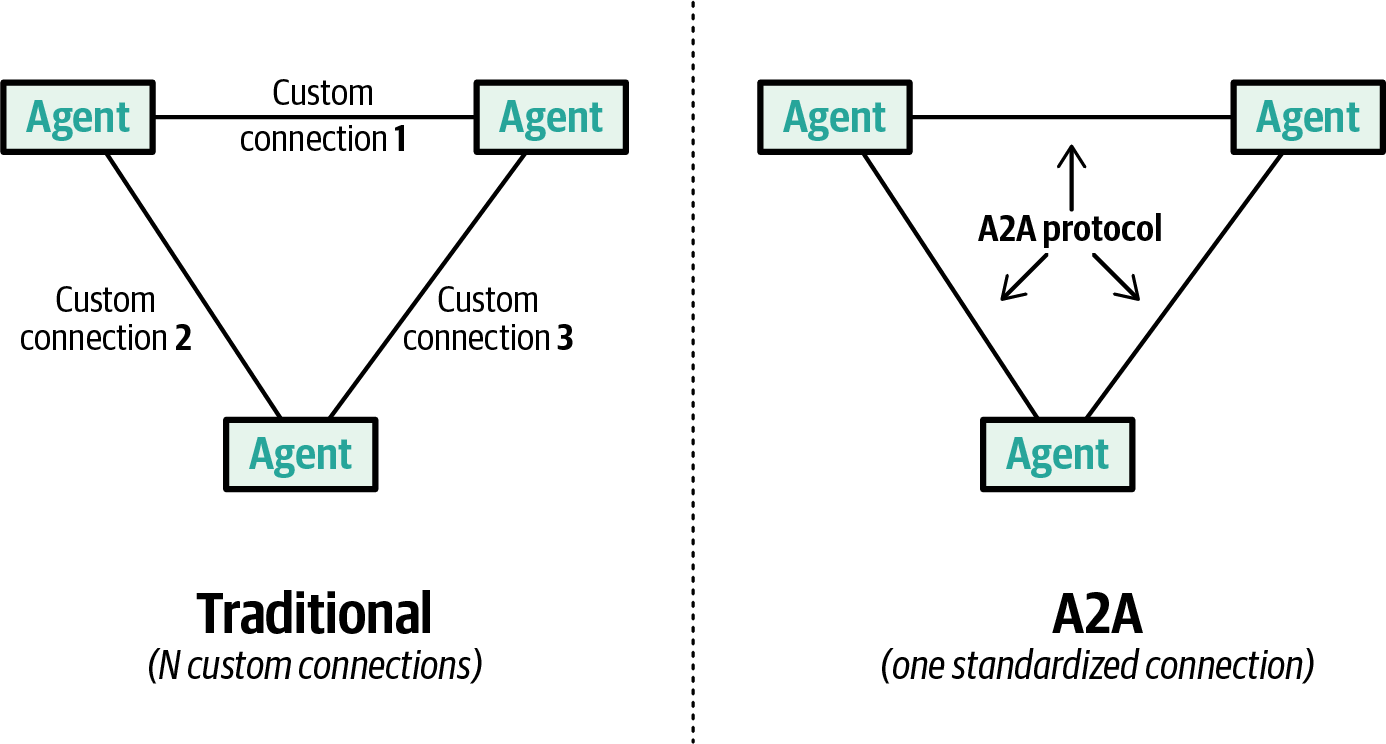 Agent
Custom
connection 1
Agent
Custom
connection 2
Custom
connection 3
Agent
Traditional
(N custom connections)
Agent
Agent
A2A protocol
Agent
A2A
(one standardized connection)